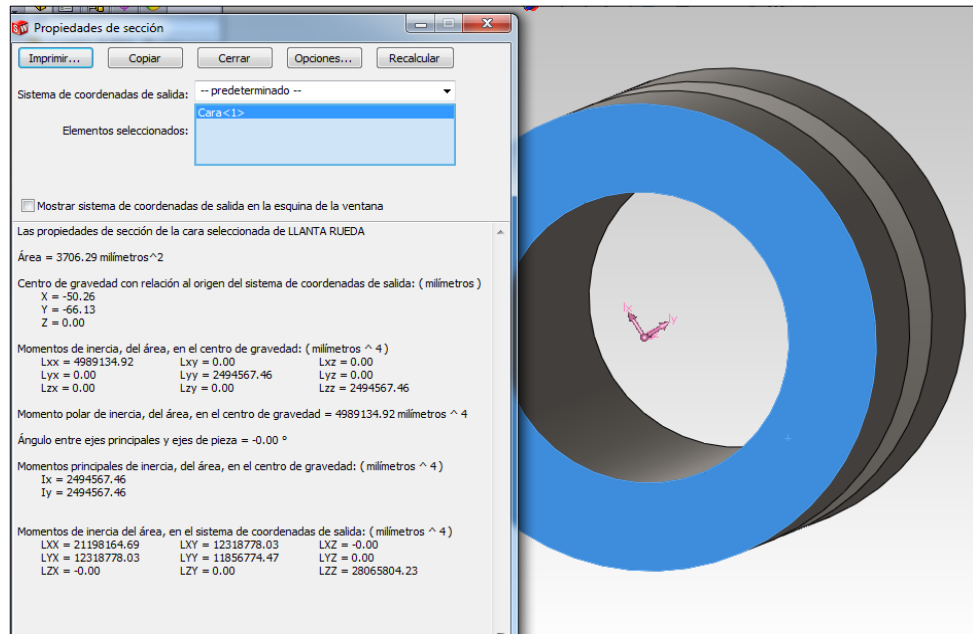 Propiedades de sección
Imprimir... Copiar Cerrar Opciones... Recalcular
Sistema de coordenadas de salida: -- predeterminado --
Cara<1>
Elementos seleccionados:
Mostrar sistema de coordenadas de salida en la esquina de la ventana
Las propiedades de sección de la cara seleccionada de LLANTA RUEDA
Área = 3706.29 milímetros^2
Centro de gravedad con relación al origen del sistema de coordenadas de salida: ( milímetros )
X = -50.26
Y = -66.13
Z = 0.00
Momentos de inercia, del área, en el centro de gravedad: ( milímetros ^ 4 )
Lxx = 4989134.92 Lxy = 0.00 Lxz = 0.00
Lyx = 0.00 Lyy = 2494567.46 Lyz = 0.00
Lzx = 0.00 Lzy = 0.00 Lzz = 2494567.46
Momento polar de inercia, del área, en el centro de gravedad = 4989134.92 milímetros ^ 4
Ángulo entre ejes principales y ejes de pieza = -0.00 °
Momentos principales de inercia, del área, en el centro de gravedad: ( milímetros ^ 4 )
Ix = 2494567.46
Iy = 2494567.46
Momentos de inercia del área, en el sistema de coordenadas de salida: ( milímetros ^ 4 )
LXX = 21198164.69 LXY = 12318778.03 LXZ = -0.00
LYX = 12318778.03 LYY = 11856774.47 LYZ = 0.00
LZX = -0.00 LZY = 0.00 LZZ = 28065804.23
Ix
Iy